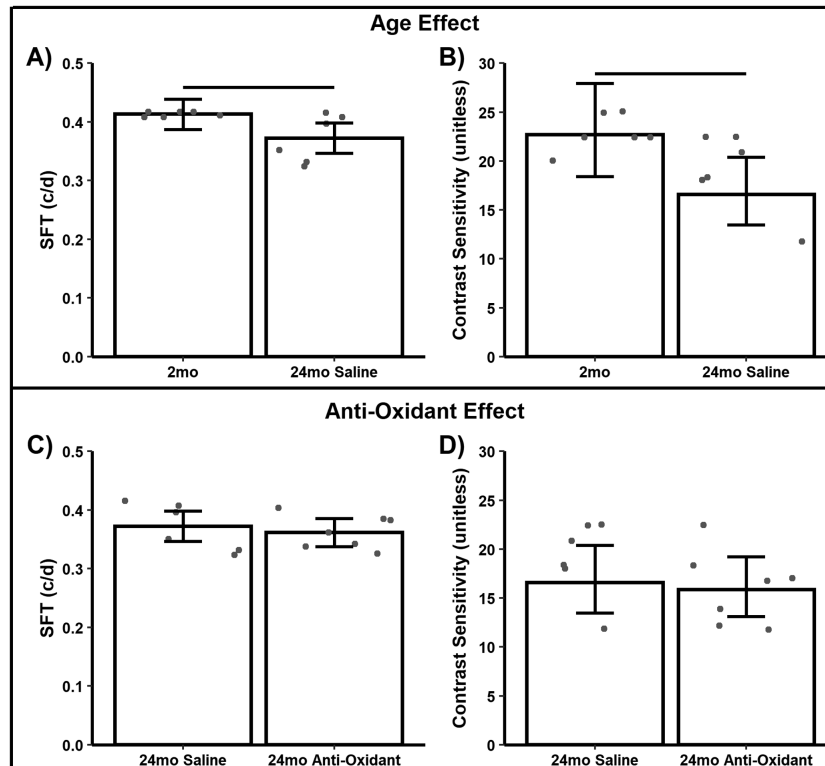 Age Effect
A)
B)
SFT (c/d)
0.5
0.4
0.3
0.2
0.1
0.0
2mo
24mo Saline
Contrast Sensitivity (unitless)
30
25
20
15
10
5
0
2mo
24mo Saline
Anti-Oxidant Effect
C)
D)
SFT (c/d)
0.5
0.4
0.3
0.2
0.1
0.0
24mo Saline
24mo Anti-Oxidant
Contrast Sensitivity (unitless)
30
25
20
15
10
5
0
24mo Saline
24mo Anti-Oxidant